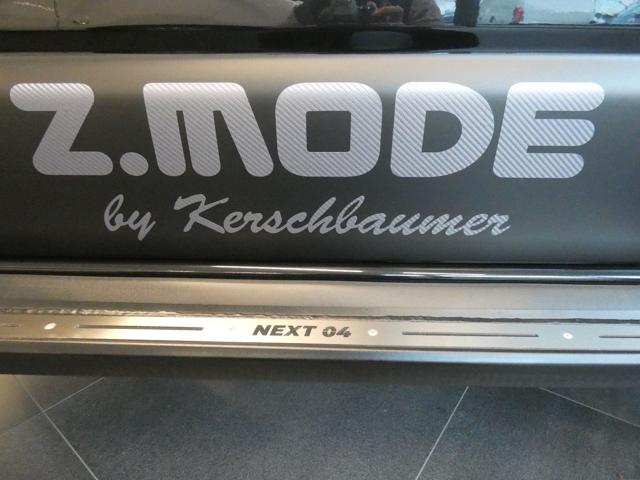 Z.MODE
by Kerschbaumer
NEXT 04